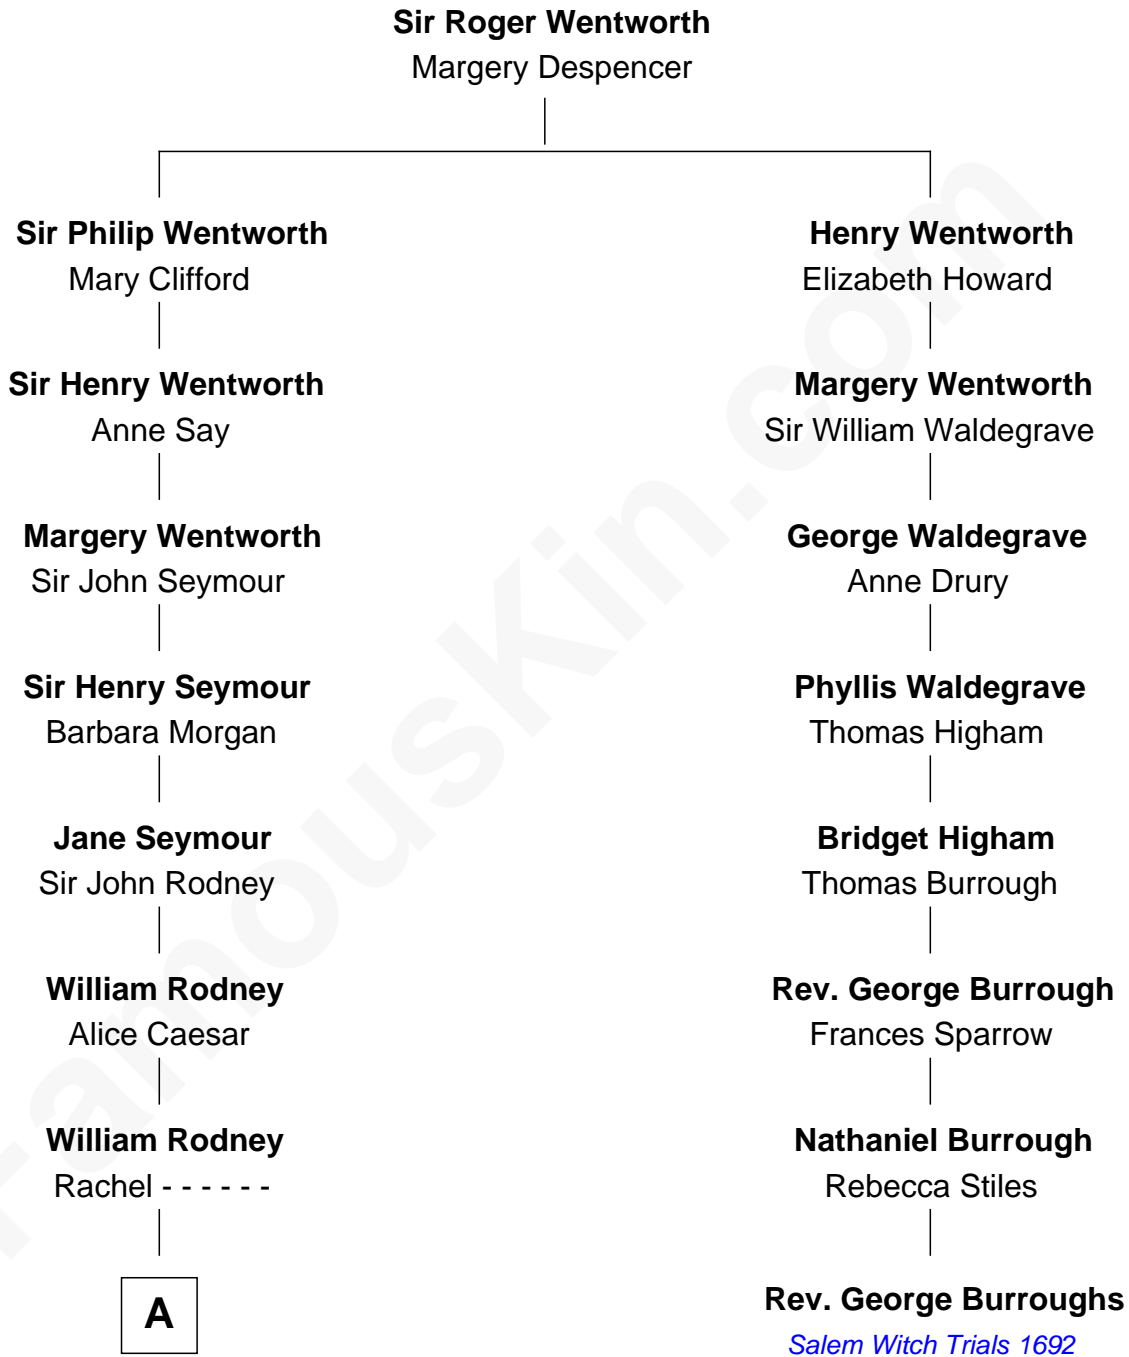 Sir Roger Wentworth
Margery Despencer
Sir Philip Wentworth
Mary Clifford
Henry Wentworth
Elizabeth Howard
Sir Henry Wentworth
Anne Say
Margery Wentworth
Sir William Waldegrave
Margery Wentworth
Sir John Seymour
George Waldegrave
Anne Drury
Sir Henry Seymour
Barbara Morgan
Phyllis Waldegrave
Thomas Higham
Jane Seymour
Sir John Rodney
Bridget Higham
Thomas Burrough
William Rodney
Alice Caesar
Rev. George Burrough
Frances Sparrow
William Rodney
Rachel - - - - - -
Nathaniel Burrough
Rebecca Stiles
A
Rev. George Burroughs
Salem Witch Trials 1692
FamousKin.com